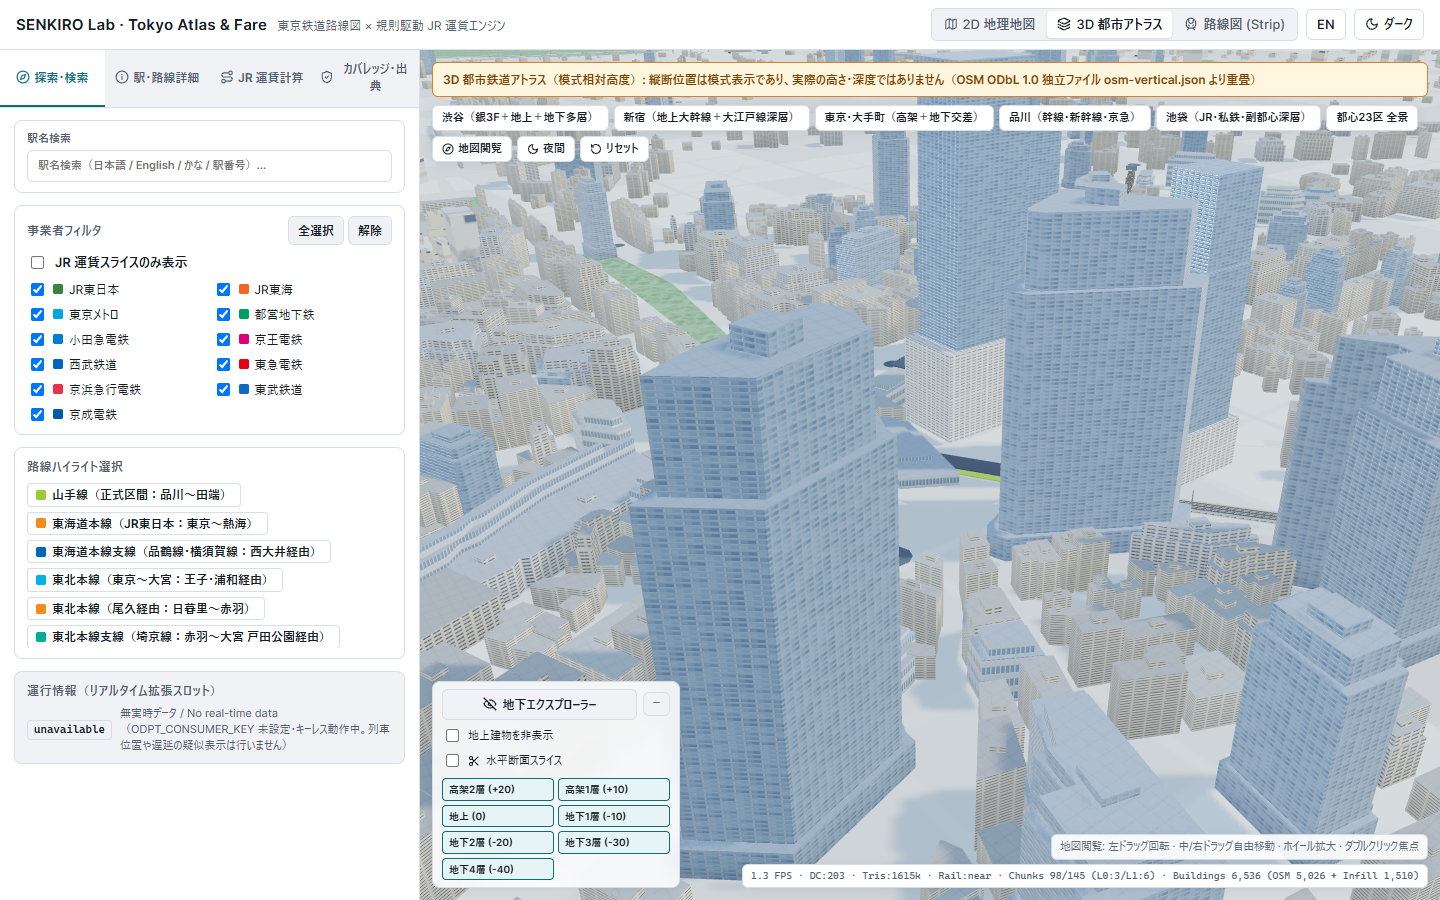 SENKIRO Lab · Tokyo Atlas & Fare
東京鉄道路線図 × 規則駆動 JR 運賃エンジン
2D 地理地図
3D 都市アトラス
路線図 (Strip)
EN
ダーク
探索・検索
駅・路線詳細
JR 運賃計算
カバレッジ・出典
駅名検索
駅名検索（日本語 / English / かな / 駅番号）…
事業者フィルタ
全選択
解除
JR 運賃スライスのみ表示
JR東日本
JR東海
東京メトロ
都営地下鉄
小田急電鉄
京王電鉄
西武鉄道
東急電鉄
京浜急行電鉄
東武鉄道
京成電鉄
路線ハイライト選択
山手線（正式区間：品川〜田端）
東海道本線（JR東日本：東京〜熱海）
東海道本線支線（品鶴線・横須賀線：西大井経由）
東北本線（東京〜大宮：王子・浦和経由）
東北本線（尾久経由：日暮里〜赤羽）
東北本線支線（埼京線：赤羽〜大宮 戸田公園経由）
運行情報（リアルタイム拡張スロット）
unavailable
無実時データ / No real-time data
（ODPT_CONSUMER_KEY 未設定・キーレス動作中。列車
位置や遅延の疑似表示は行いません）
3D 都市鉄道アトラス（模式相対高度）: 縦断位置は模式表示であり、実際の高さ・深度ではありません（OSM ODbL 1.0 独立ファイル osm-vertical.json より重畳）
渋谷（銀3F＋地上＋地下多層）
新宿（地上大幹線＋大江戸線深層）
東京・大手町（高架＋地下交差）
品川（幹線・新幹線・京急）
池袋（JR・私鉄・副都心深層）
都心23区 全景
地図閲覧
夜間
リセット
地下エクスプローラー
−
地上建物を非表示
水平断面スライス
高架2層 (+20)
高架1層 (+10)
地上 (0)
地下1層 (-10)
地下2層 (-20)
地下3層 (-30)
地下4層 (-40)
地図閲覧: 左ドラッグ回転 · 中/右ドラッグ自由移動 · ホイール拡大 · ダブルクリック焦点
1.3 FPS · DC:203 · Tris:1615k · Rail:near · Chunks 98/145 (L0:3/L1:6) · Buildings 6,536 (OSM 5,026 + Infill 1,510)